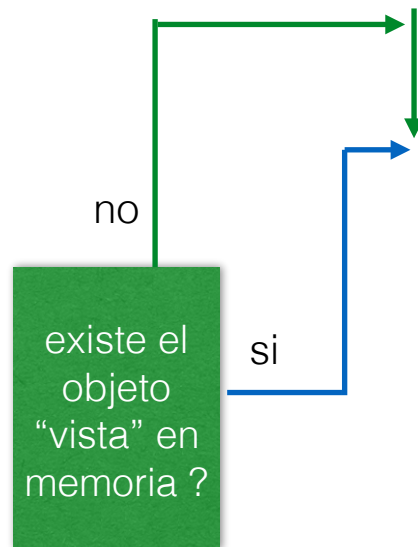 no
existe el
objeto
“vista” en
memoria ?
si